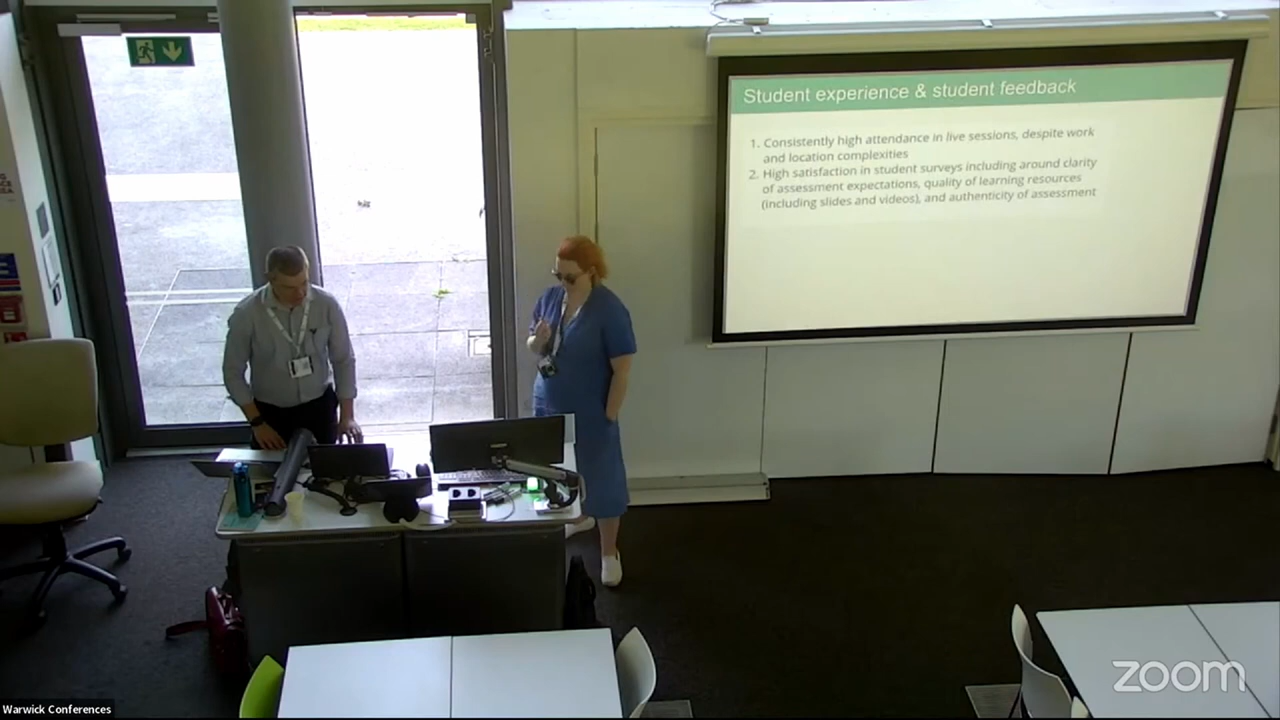 Student experience & student feedback
1. Consistently high attendance in live sessions, despite work
and location complexities
2. High satisfaction in student surveys including around clarity
of assessment expectations, quality of learning resources
(including slides and videos), and authenticity of assessment
zoom
Warwick Conferences